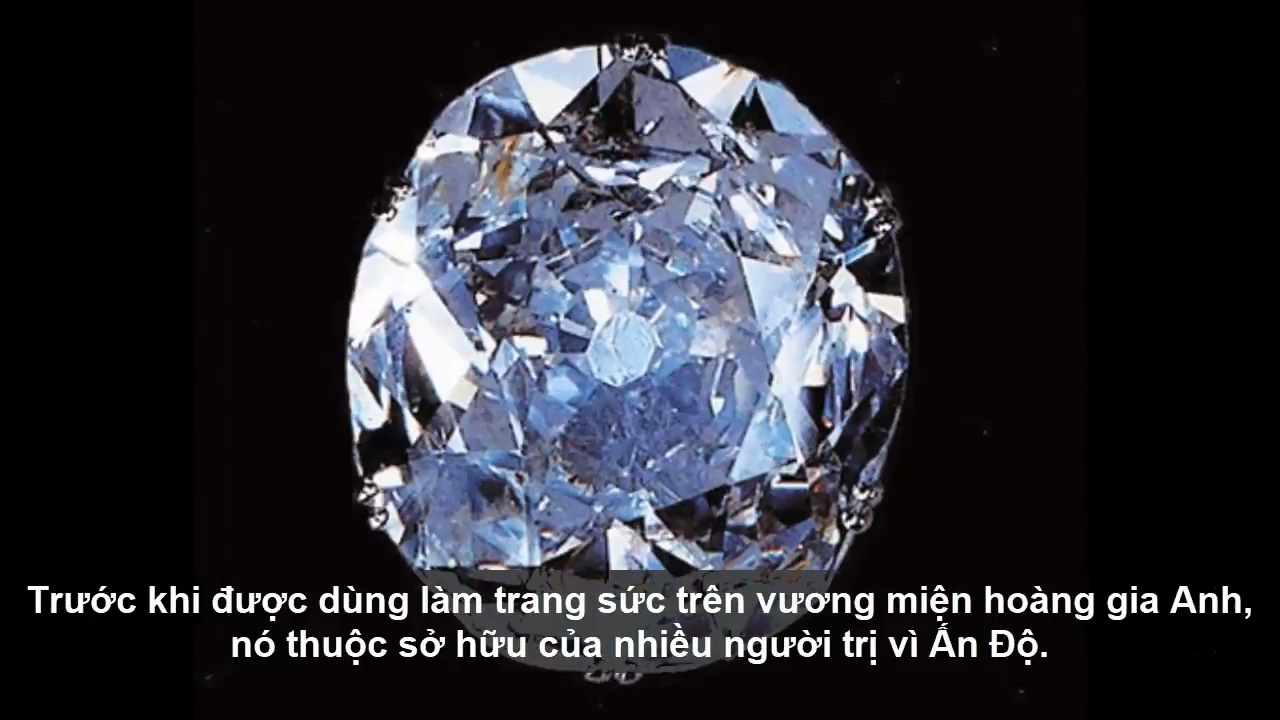 Trước khi được dùng làm trang sức trên vương miện hoàng gia Anh,
nó thuộc sở hữu của nhiều người trị vì Ấn Độ.